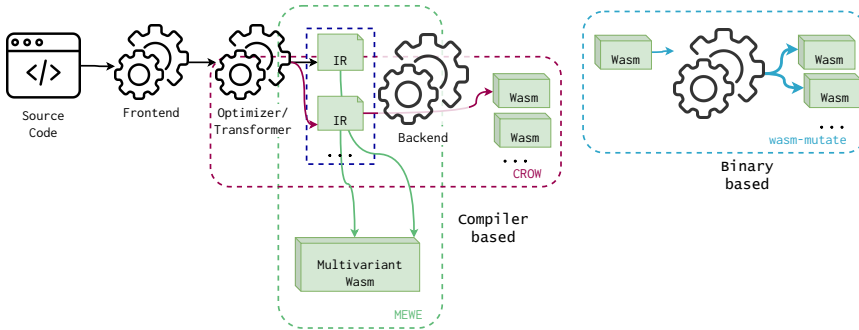 </>
Source
Code
Frontend
Optimizer/
Transformer
IR
IR
...
Backend
Wasm
Wasm
...
CROW
Compiler
based
Multivariant
Wasm
MEWE
Wasm
Wasm
Wasm
...
wasm-mutate
Binary
based